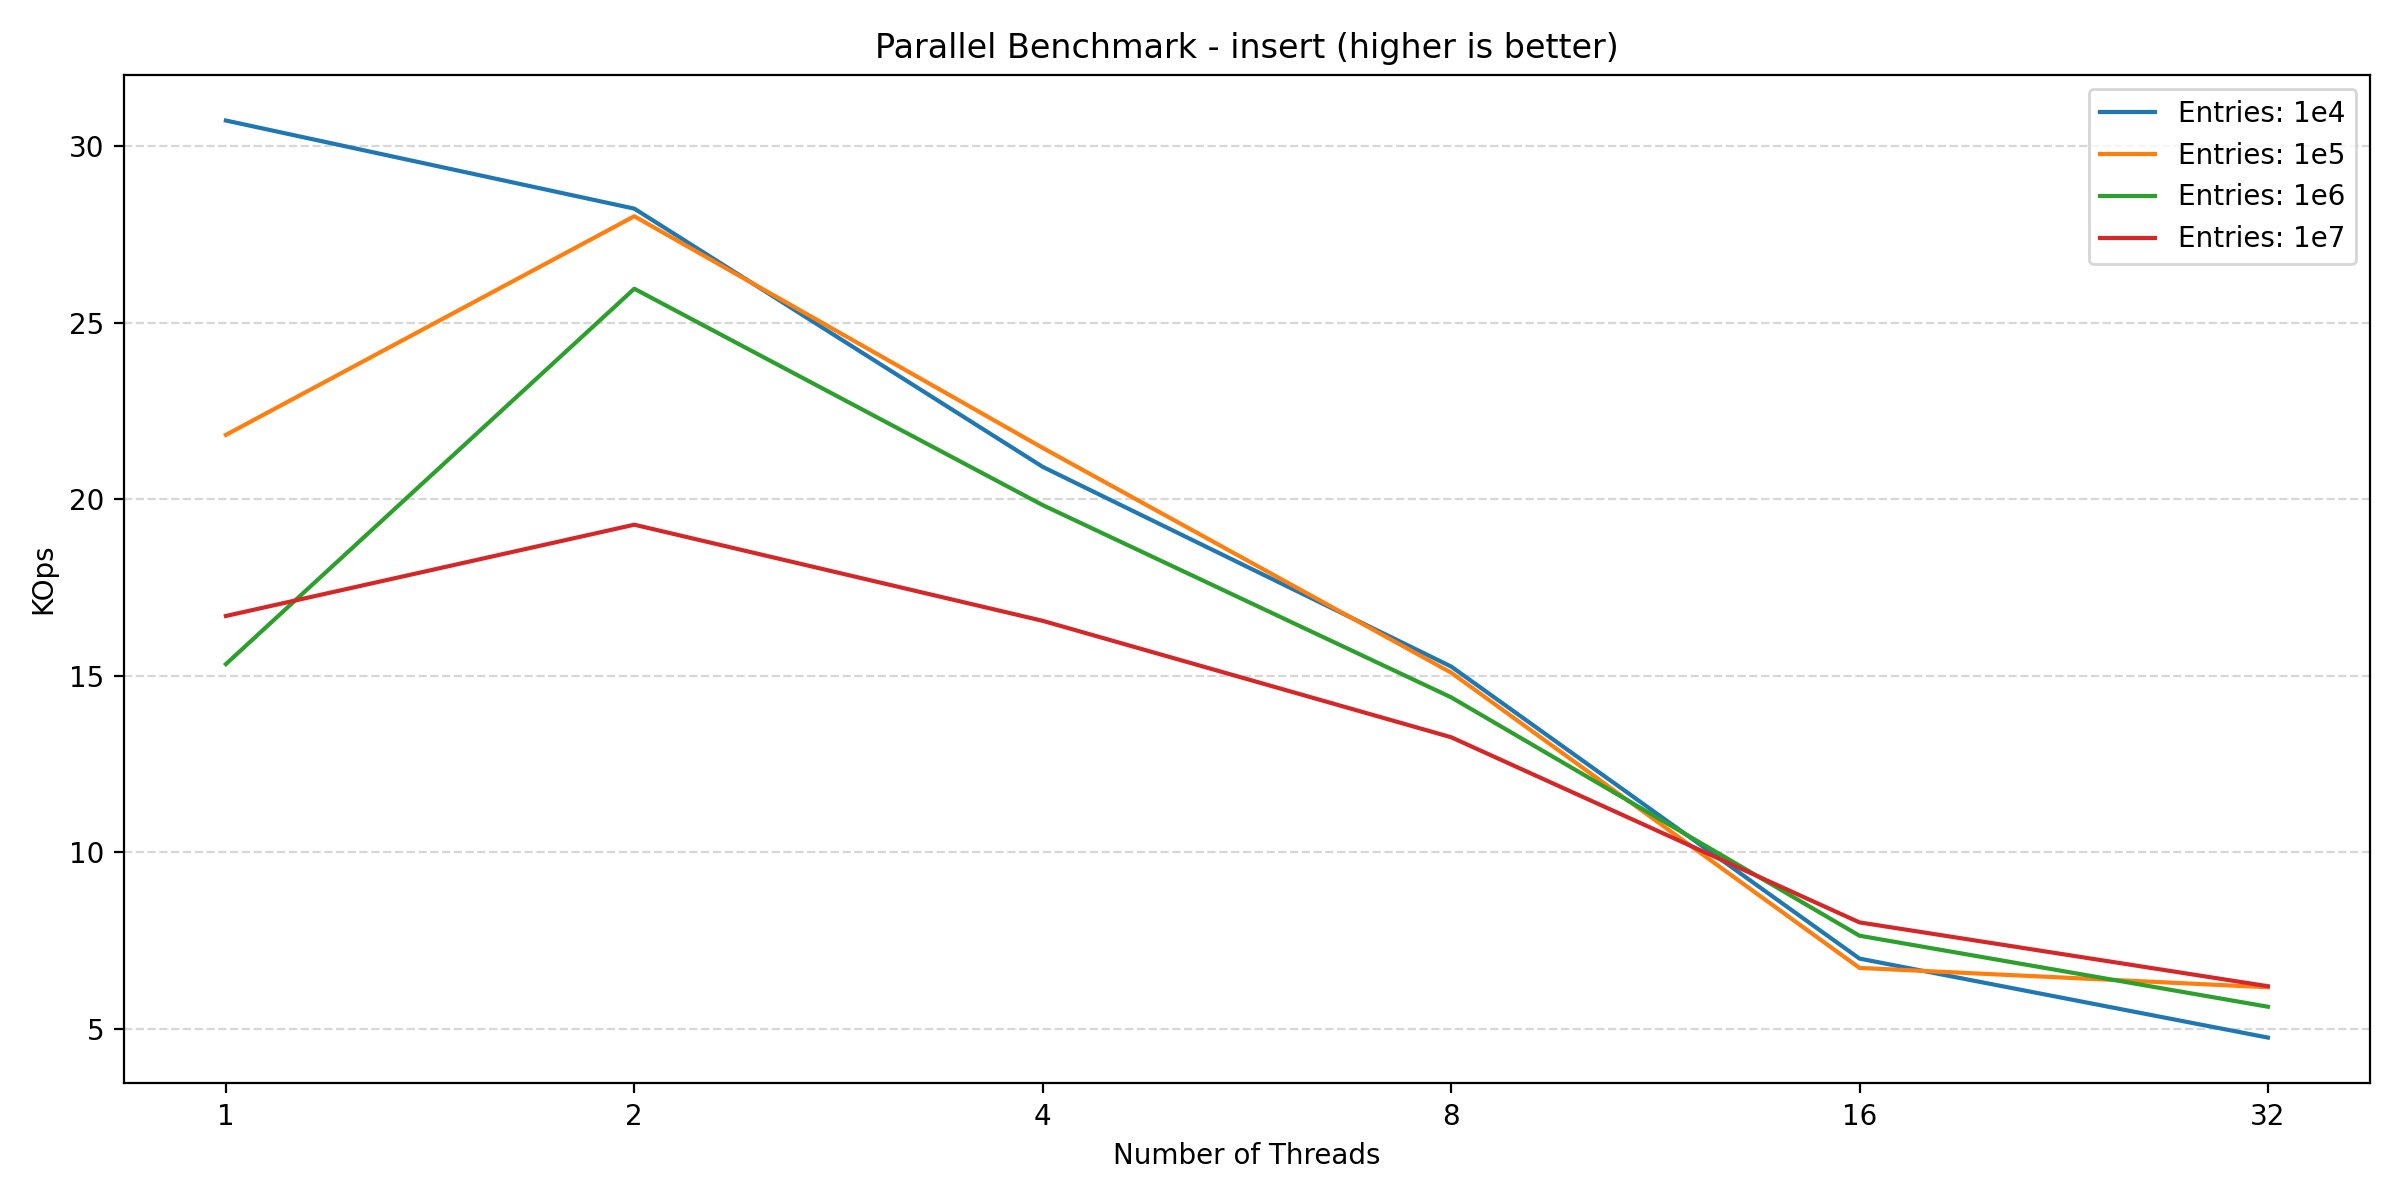 Parallel Benchmark - insert (higher is better)
Entries: 1e4
Entries: 1e5
Entries: 1e6
Entries: 1e7
30
25
20
15
10
5
KOps
1 2 4 8 16 32
Number of Threads